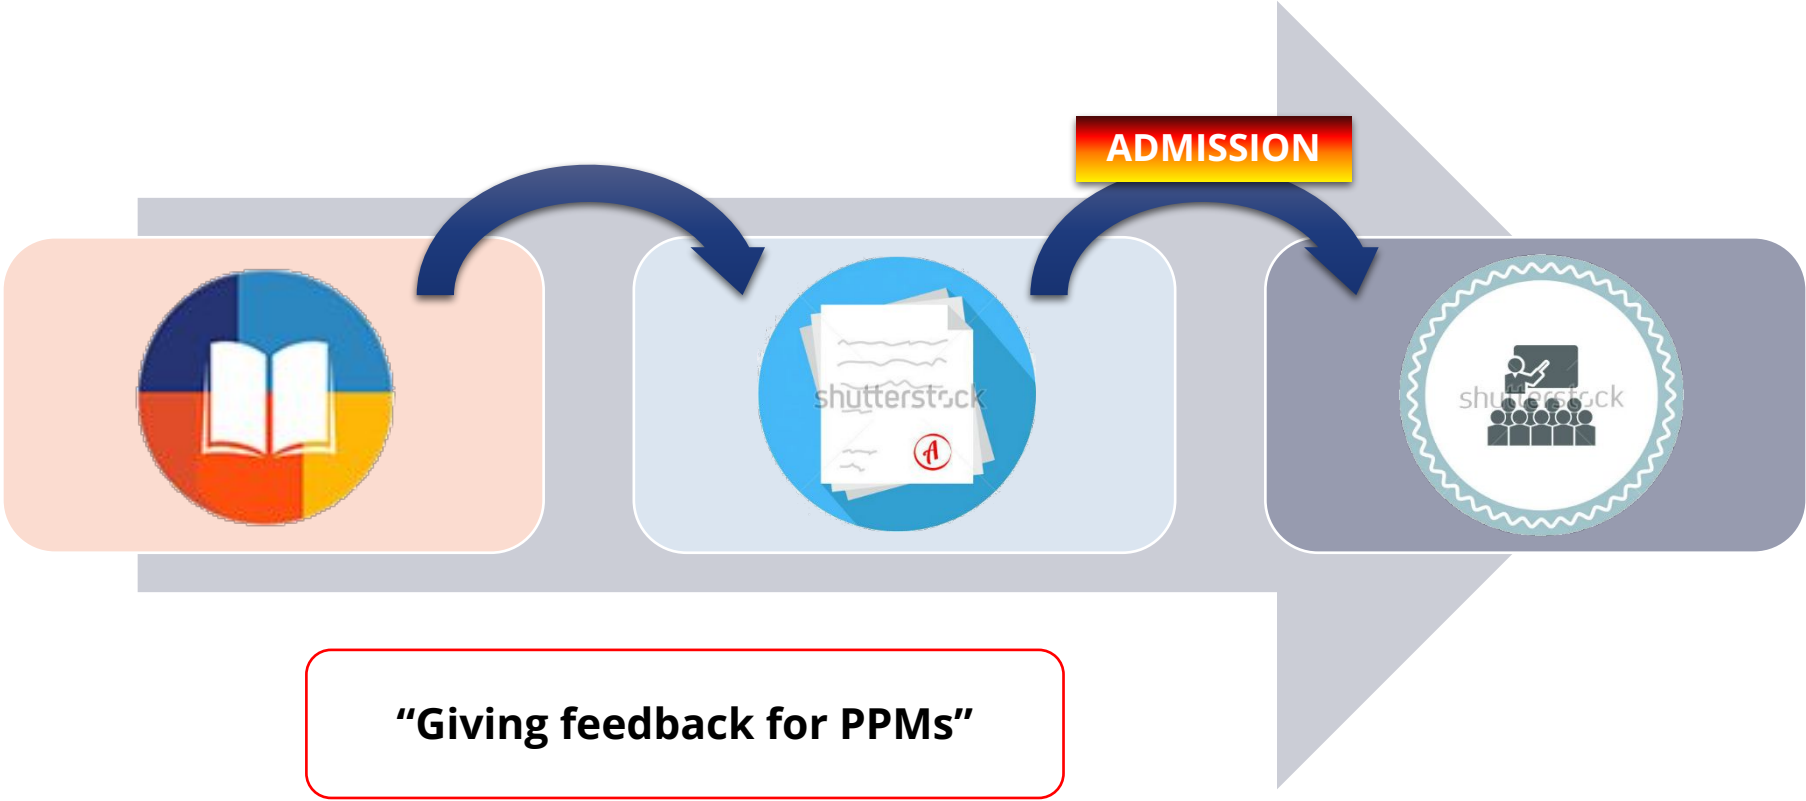 ADMISSION
shutterstock
A
shutterstock
“Giving feedback for PPMs”